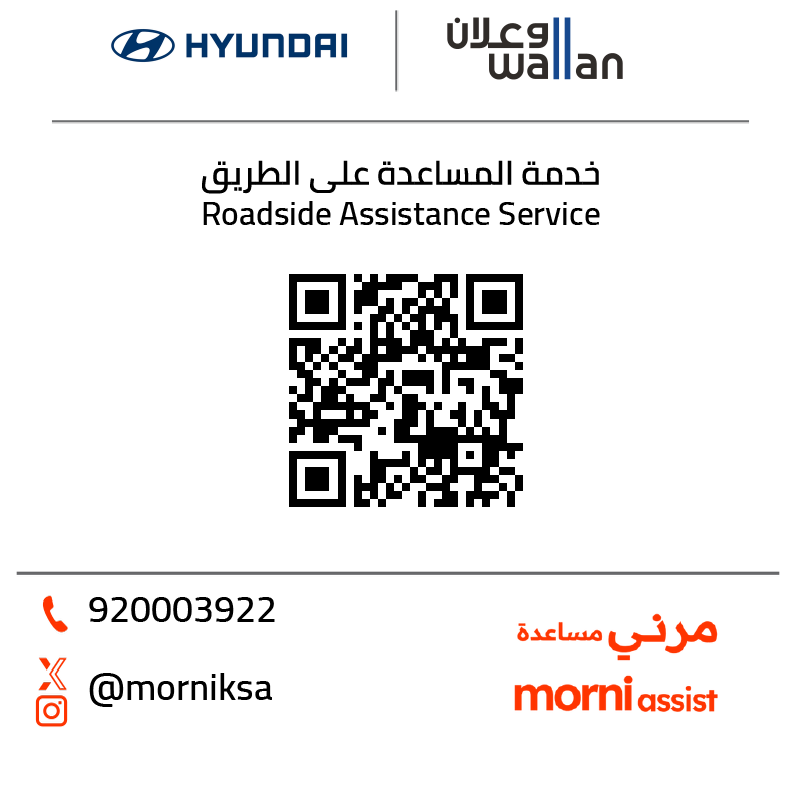 HYUNDAI
وعلان
wallan
خدمة المساعدة على الطريق
Roadside Assistance Service
920003922
@morniksa
مرني مساعدة
morni assist